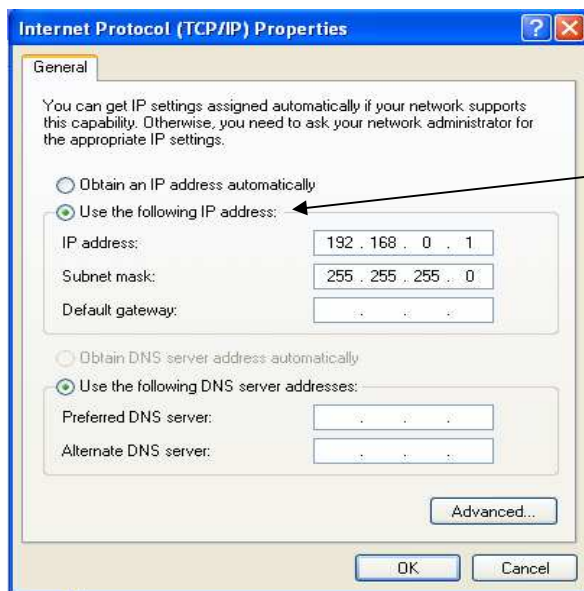 Internet Protocol (TCP/IP) Properties
General
You can get IP settings assigned automatically if your network supports
this capability. Otherwise, you need to ask your network administrator for
the appropriate IP settings.
Obtain an IP address automatically
Use the following IP address:
IP address: 192 . 168 . 0 . 1
Subnet mask: 255 . 255 . 255 . 0
Default gateway: . . .
Obtain DNS server address automatically
Use the following DNS server addresses:
Preferred DNS server: . . .
Alternate DNS server: . . .
Advanced...
OK Cancel